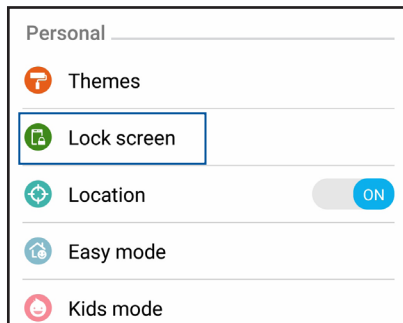 Personal
Themes
Lock screen
Location ON
Easy mode
Kids mode